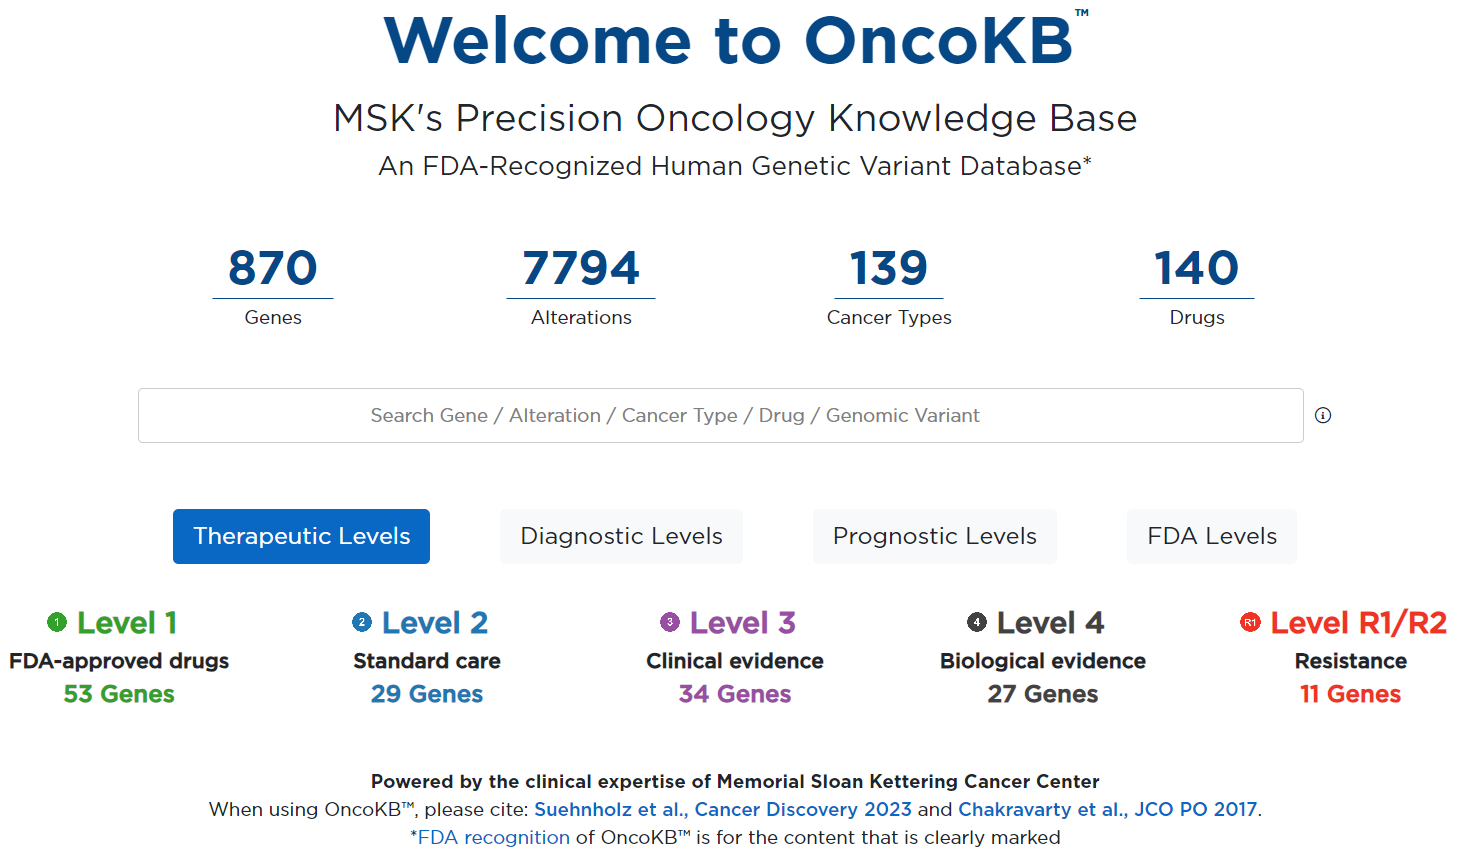 Welcome to OncoKB™
MSK's Precision Oncology Knowledge Base
An FDA-Recognized Human Genetic Variant Database*
870 7794 139 140
Genes Alterations Cancer Types Drugs
Search Gene / Alteration / Cancer Type / Drug / Genomic Variant
Therapeutic Levels Diagnostic Levels Prognostic Levels FDA Levels
1 Level 1 2 Level 2 3 Level 3 4 Level 4 R1 Level R1/R2
FDA-approved drugs Standard care Clinical evidence Biological evidence Resistance
53 Genes 29 Genes 34 Genes 27 Genes 11 Genes
Powered by the clinical expertise of Memorial Sloan Kettering Cancer Center
When using OncoKB™, please cite: Suehnholz et al., Cancer Discovery 2023 and Chakravarty et al., JCO PO 2017.
*FDA recognition of OncoKB™ is for the content that is clearly marked